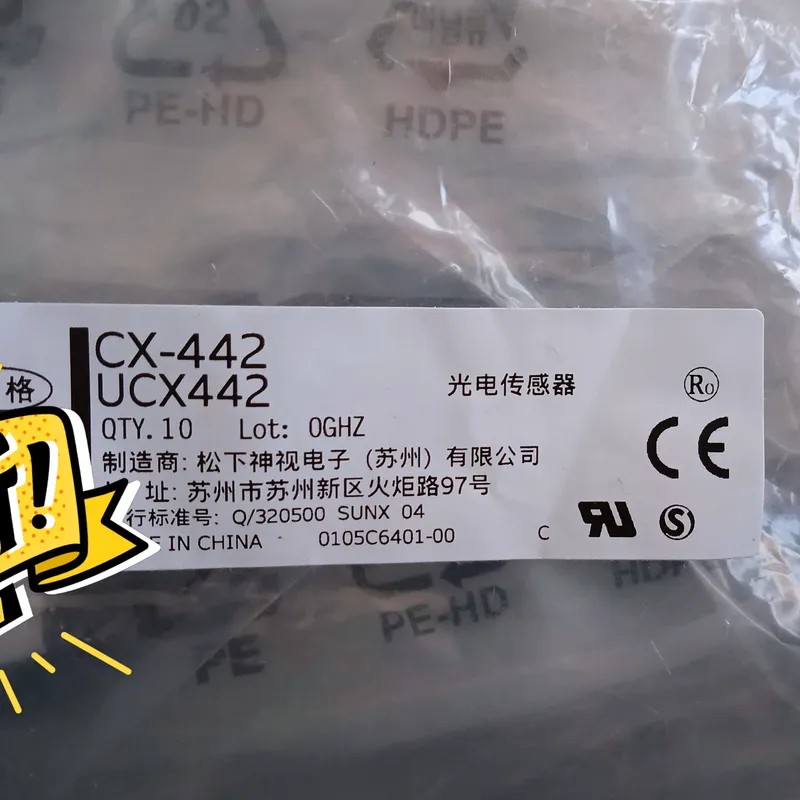 02
PE-HD
HDPE
CX-442
UCX442
格
光电传感器
Ro
QTY.10 Lot: 0GHZ
制造商: 松下神视电子 (苏州) 有限公司
址: 苏州市苏州新区火炬路97号
行标准号: Q/320500 SUNX 04
IN CHINA 0105C6401-00 C
CE
S
PE-HD
PE